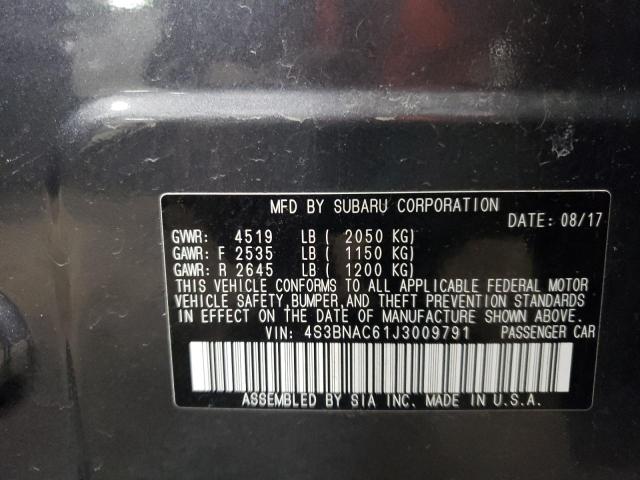 MFD BY SUBARU CORPORATION
DATE: 08/17
GVWR: 4519 LB ( 2050 KG)
GAWR: F 2535 LB ( 1150 KG)
GAWR: R 2645 LB ( 1200 KG)
THIS VEHICLE CONFORMS TO ALL APPLICABLE FEDERAL MOTOR
VEHICLE SAFETY, BUMPER, AND THEFT PREVENTION STANDARDS
IN EFFECT ON THE DATE OF MANUFACTURE SHOWN ABOVE.
VIN: 4S3BNAC61J3009791 PASSENGER CAR
ASSEMBLED BY SIA INC. MADE IN U.S.A.